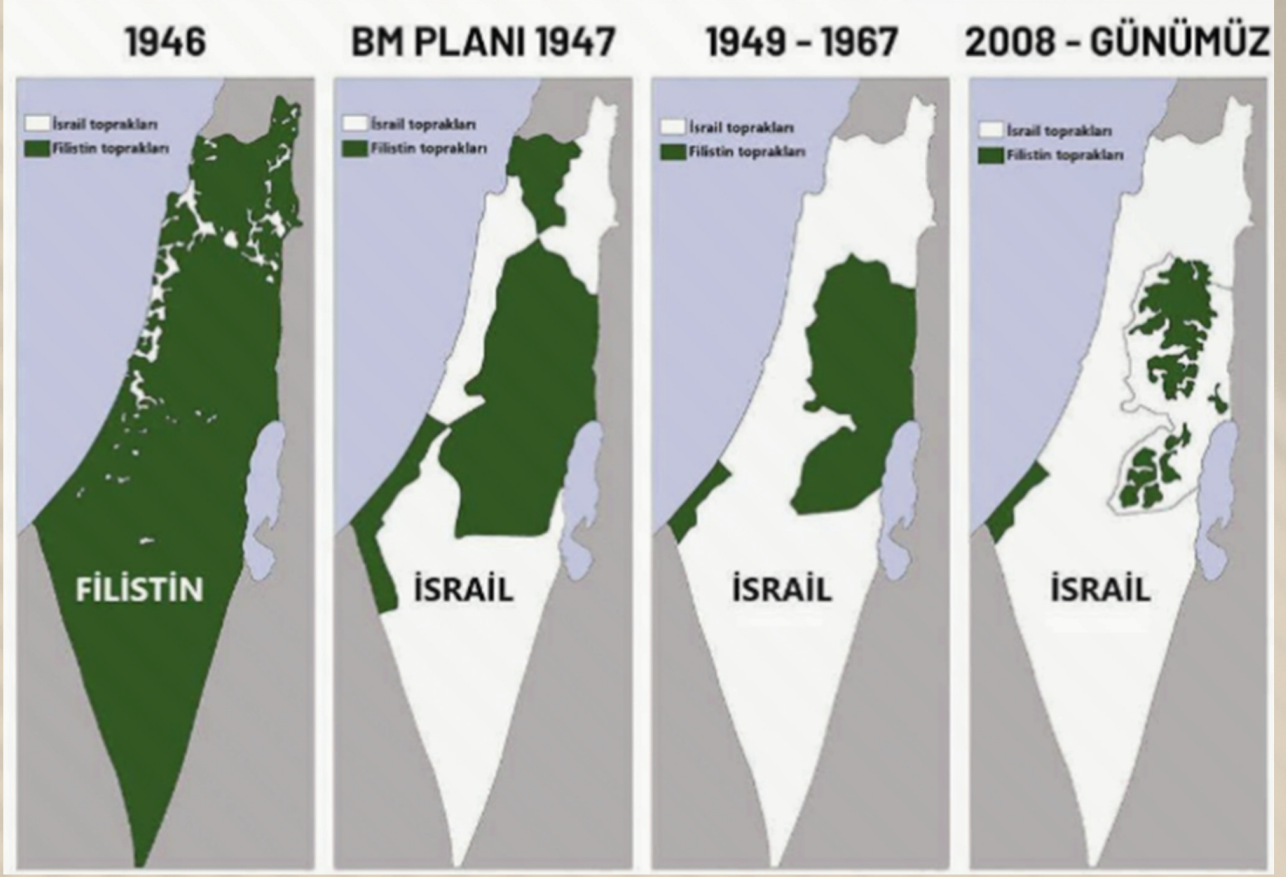 1946
İsrail toprakları
Filistin toprakları
FİLİSTİN
BM PLANI 1947
İsrail toprakları
Filistin toprakları
İSRAİL
1949 - 1967
İsrail toprakları
Filistin toprakları
İSRAİL
2008 - GÜNÜMÜZ
İsrail toprakları
Filistin toprakları
İSRAİL